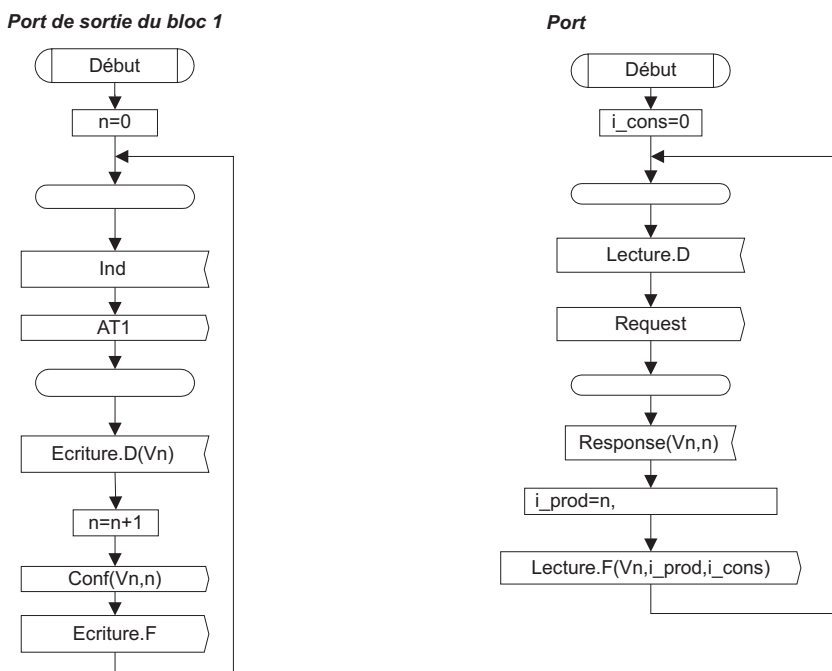 Port de sortie du bloc 1
Début
n=0
Ind
AT1
Ecriture.D(Vn)
n=n+1
Conf(Vn,n)
Ecriture.F
Port
Début
i_cons=0
Lecture.D
Request
Response(Vn,n)
i_prod=n,
Lecture.F(Vn,i_prod,i_cons)